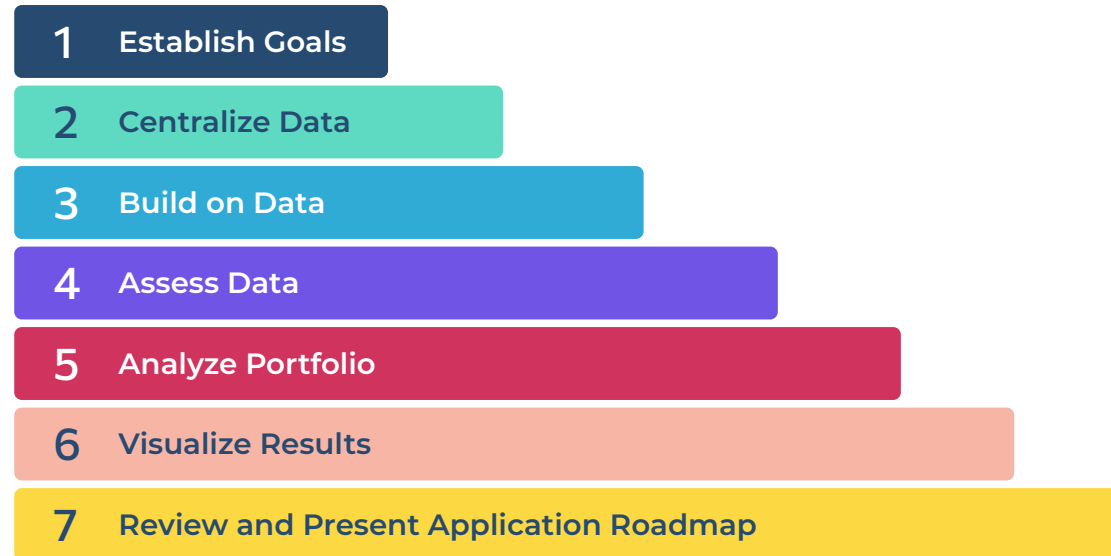 1 Establish Goals
2 Centralize Data
3 Build on Data
4 Assess Data
5 Analyze Portfolio
6 Visualize Results
7 Review and Present Application Roadmap